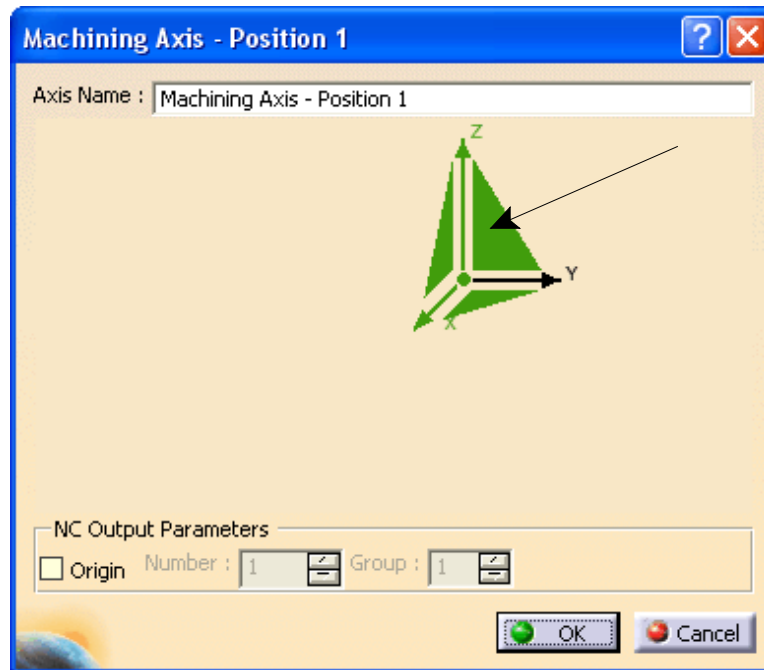 Machining Axis - Position 1
Axis Name : Machining Axis - Position 1
Z
Y
X
NC Output Parameters
Origin Number : 1 Group : 1
OK Cancel